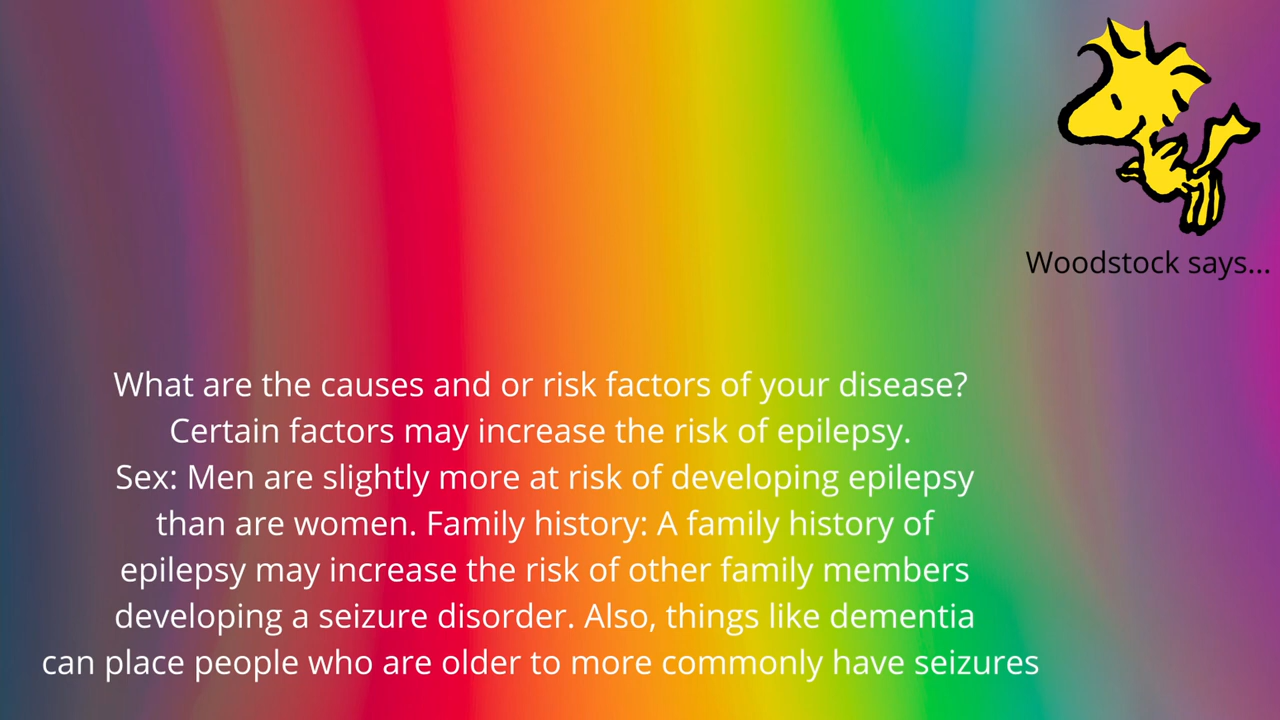 Woodstock says...
What are the causes and or risk factors of your disease?
Certain factors may increase the risk of epilepsy.
Sex: Men are slightly more at risk of developing epilepsy
than are women. Family history: A family history of
epilepsy may increase the risk of other family members
developing a seizure disorder. Also, things like dementia
can place people who are older to more commonly have seizures